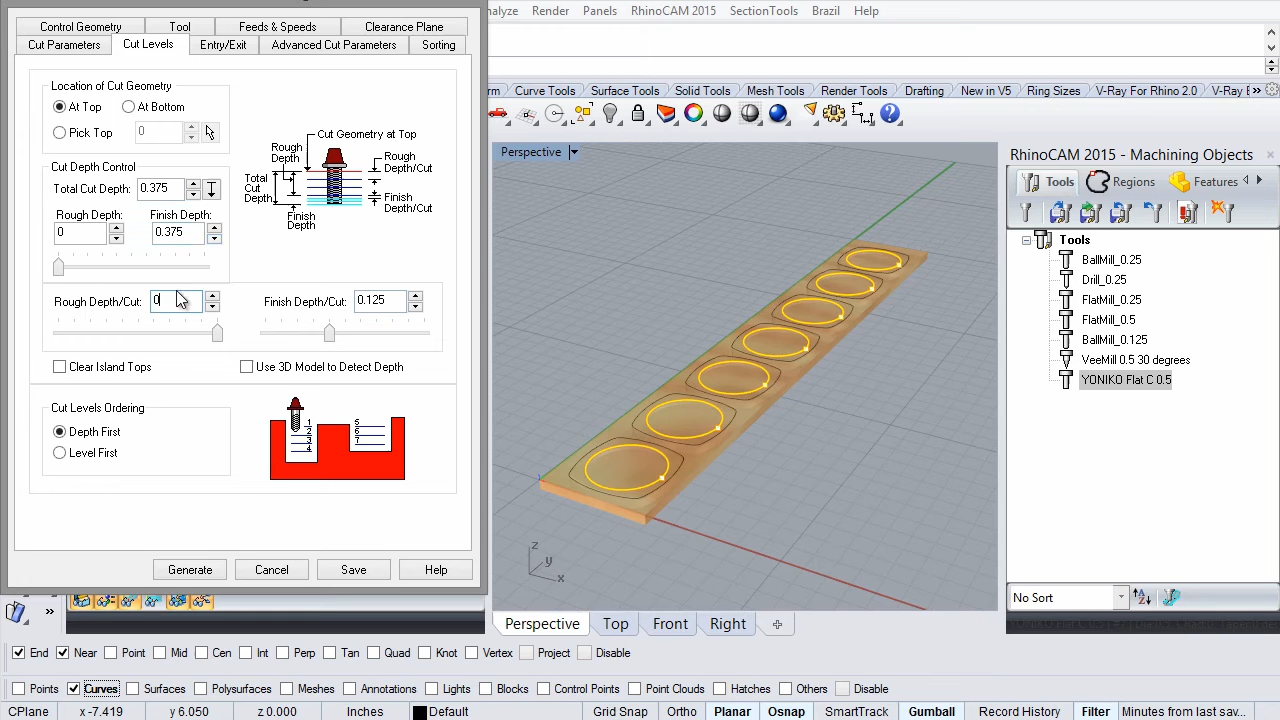 Control Geometry Tool Feeds & Speeds Clearance Plane
Cut Parameters Cut Levels Entry/Exit Advanced Cut Parameters Sorting
Location of Cut Geometry
At Top At Bottom
Pick Top 0
Cut Depth Control
Total Cut Depth: 0.375
Rough Depth: Finish Depth:
0 0.375
Cut Geometry at Top
Rough
Depth
Rough
Depth/Cut
Total
Cut
Depth
Finish
Depth/Cut
Finish
Depth
Rough Depth/Cut: 0 Finish Depth/Cut: 0.125
Clear Island Tops Use 3D Model to Detect Depth
Cut Levels Ordering
Depth First
Level First
1
2
3
4
5
6
7
Generate Cancel Save Help
nalyze Render Panels RhinoCAM 2015 SectionTools Brazil Help
rm Curve Tools Surface Tools Solid Tools Mesh Tools Render Tools Drafting New in V5 Ring Sizes V-Ray For Rhino 2.0 V-Ray
Perspective
z
y
x
RhinoCAM 2015 - Machining Objects
Tools Regions Features
Tools
BallMill_0.25
Drill_0.25
FlatMill_0.25
FlatMill_0.5
BallMill_0.125
VeeMill 0.5 30 degrees
YONIKO Flat C 0.5
No Sort
Perspective Top Front Right
End Near Point Mid Cen Int Perp Tan Quad Knot Vertex Project Disable
Points Curves Surfaces Polysurfaces Meshes Annotations Lights Blocks Control Points Point Clouds Hatches Others Disable
CPlane x -7.419 y 6.050 z 0.000 Inches Default Grid Snap Ortho Planar Osnap SmartTrack Gumball Record History Filter Minutes from last sav...